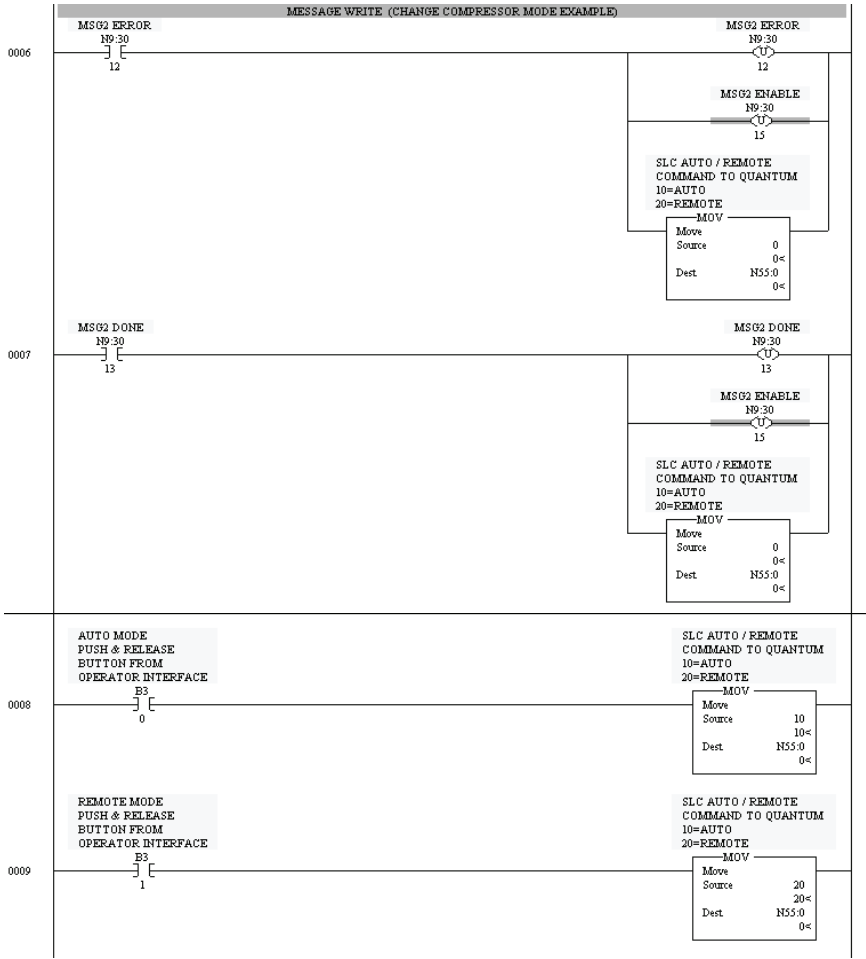 MESSAGE WRITE (CHANGE COMPRESSOR MODE EXAMPLE)
MSG2 ERROR
N9:30
12
0006
MSG2 ERROR
N9:30
U
12
MSG2 ENABLE
N9:30
U
15
SLC AUTO / REMOTE
COMMAND TO QUANTUM
10=AUTO
20=REMOTE
MOV
Move
Source 0
0<
Dest N55:0
0<
MSG2 DONE
N9:30
13
0007
MSG2 DONE
N9:30
U
13
MSG2 ENABLE
N9:30
U
15
SLC AUTO / REMOTE
COMMAND TO QUANTUM
10=AUTO
20=REMOTE
MOV
Move
Source 0
0<
Dest N55:0
0<
AUTO MODE
PUSH & RELEASE
BUTTON FROM
OPERATOR INTERFACE
B3
0
0008
SLC AUTO / REMOTE
COMMAND TO QUANTUM
10=AUTO
20=REMOTE
MOV
Move
Source 10
10<
Dest N55:0
0<
REMOTE MODE
PUSH & RELEASE
BUTTON FROM
OPERATOR INTERFACE
B3
1
0009
SLC AUTO / REMOTE
COMMAND TO QUANTUM
10=AUTO
20=REMOTE
MOV
Move
Source 20
20<
Dest N55:0
0<